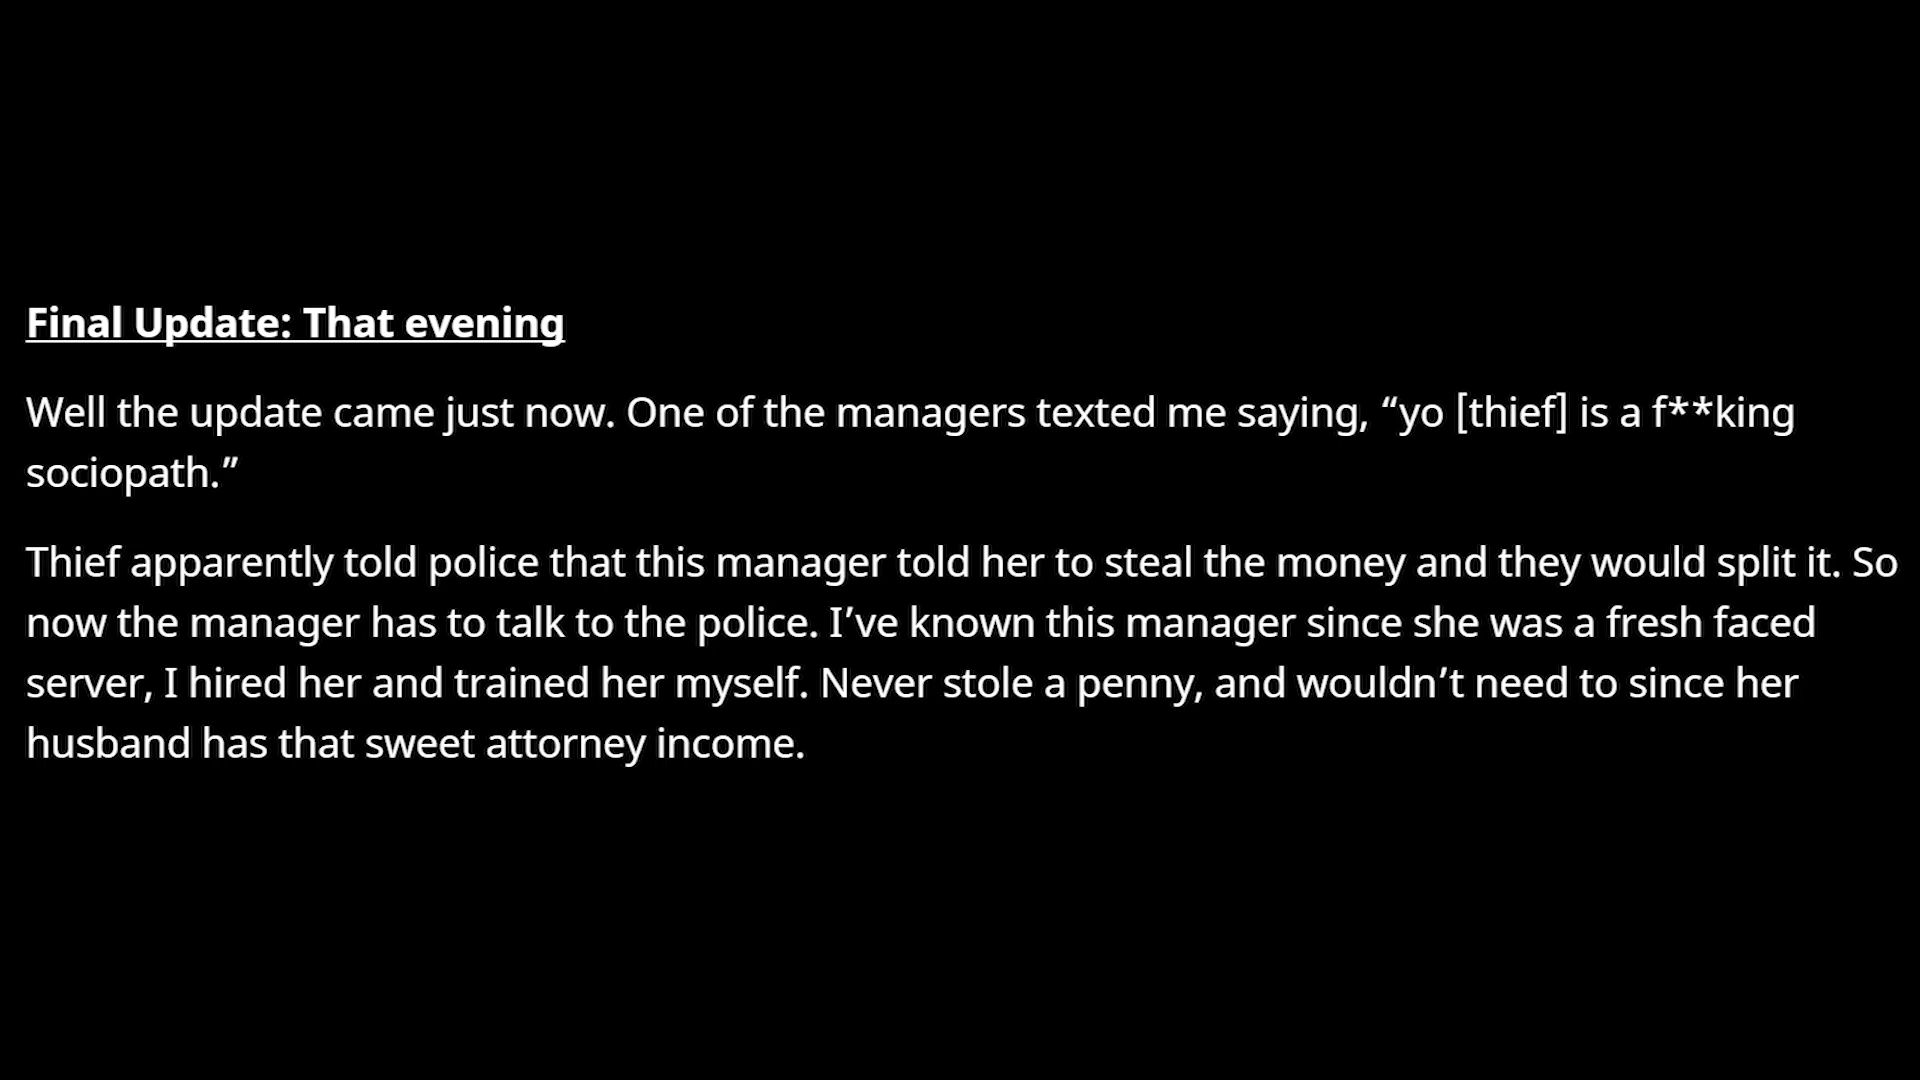 Final Update: That evening
Well the update came just now. One of the managers texted me saying, “yo [thief] is a f**king
sociopath.”
Thief apparently told police that this manager told her to steal the money and they would split it. So
now the manager has to talk to the police. I’ve known this manager since she was a fresh faced
server, I hired her and trained her myself. Never stole a penny, and wouldn’t need to since her
husband has that sweet attorney income.